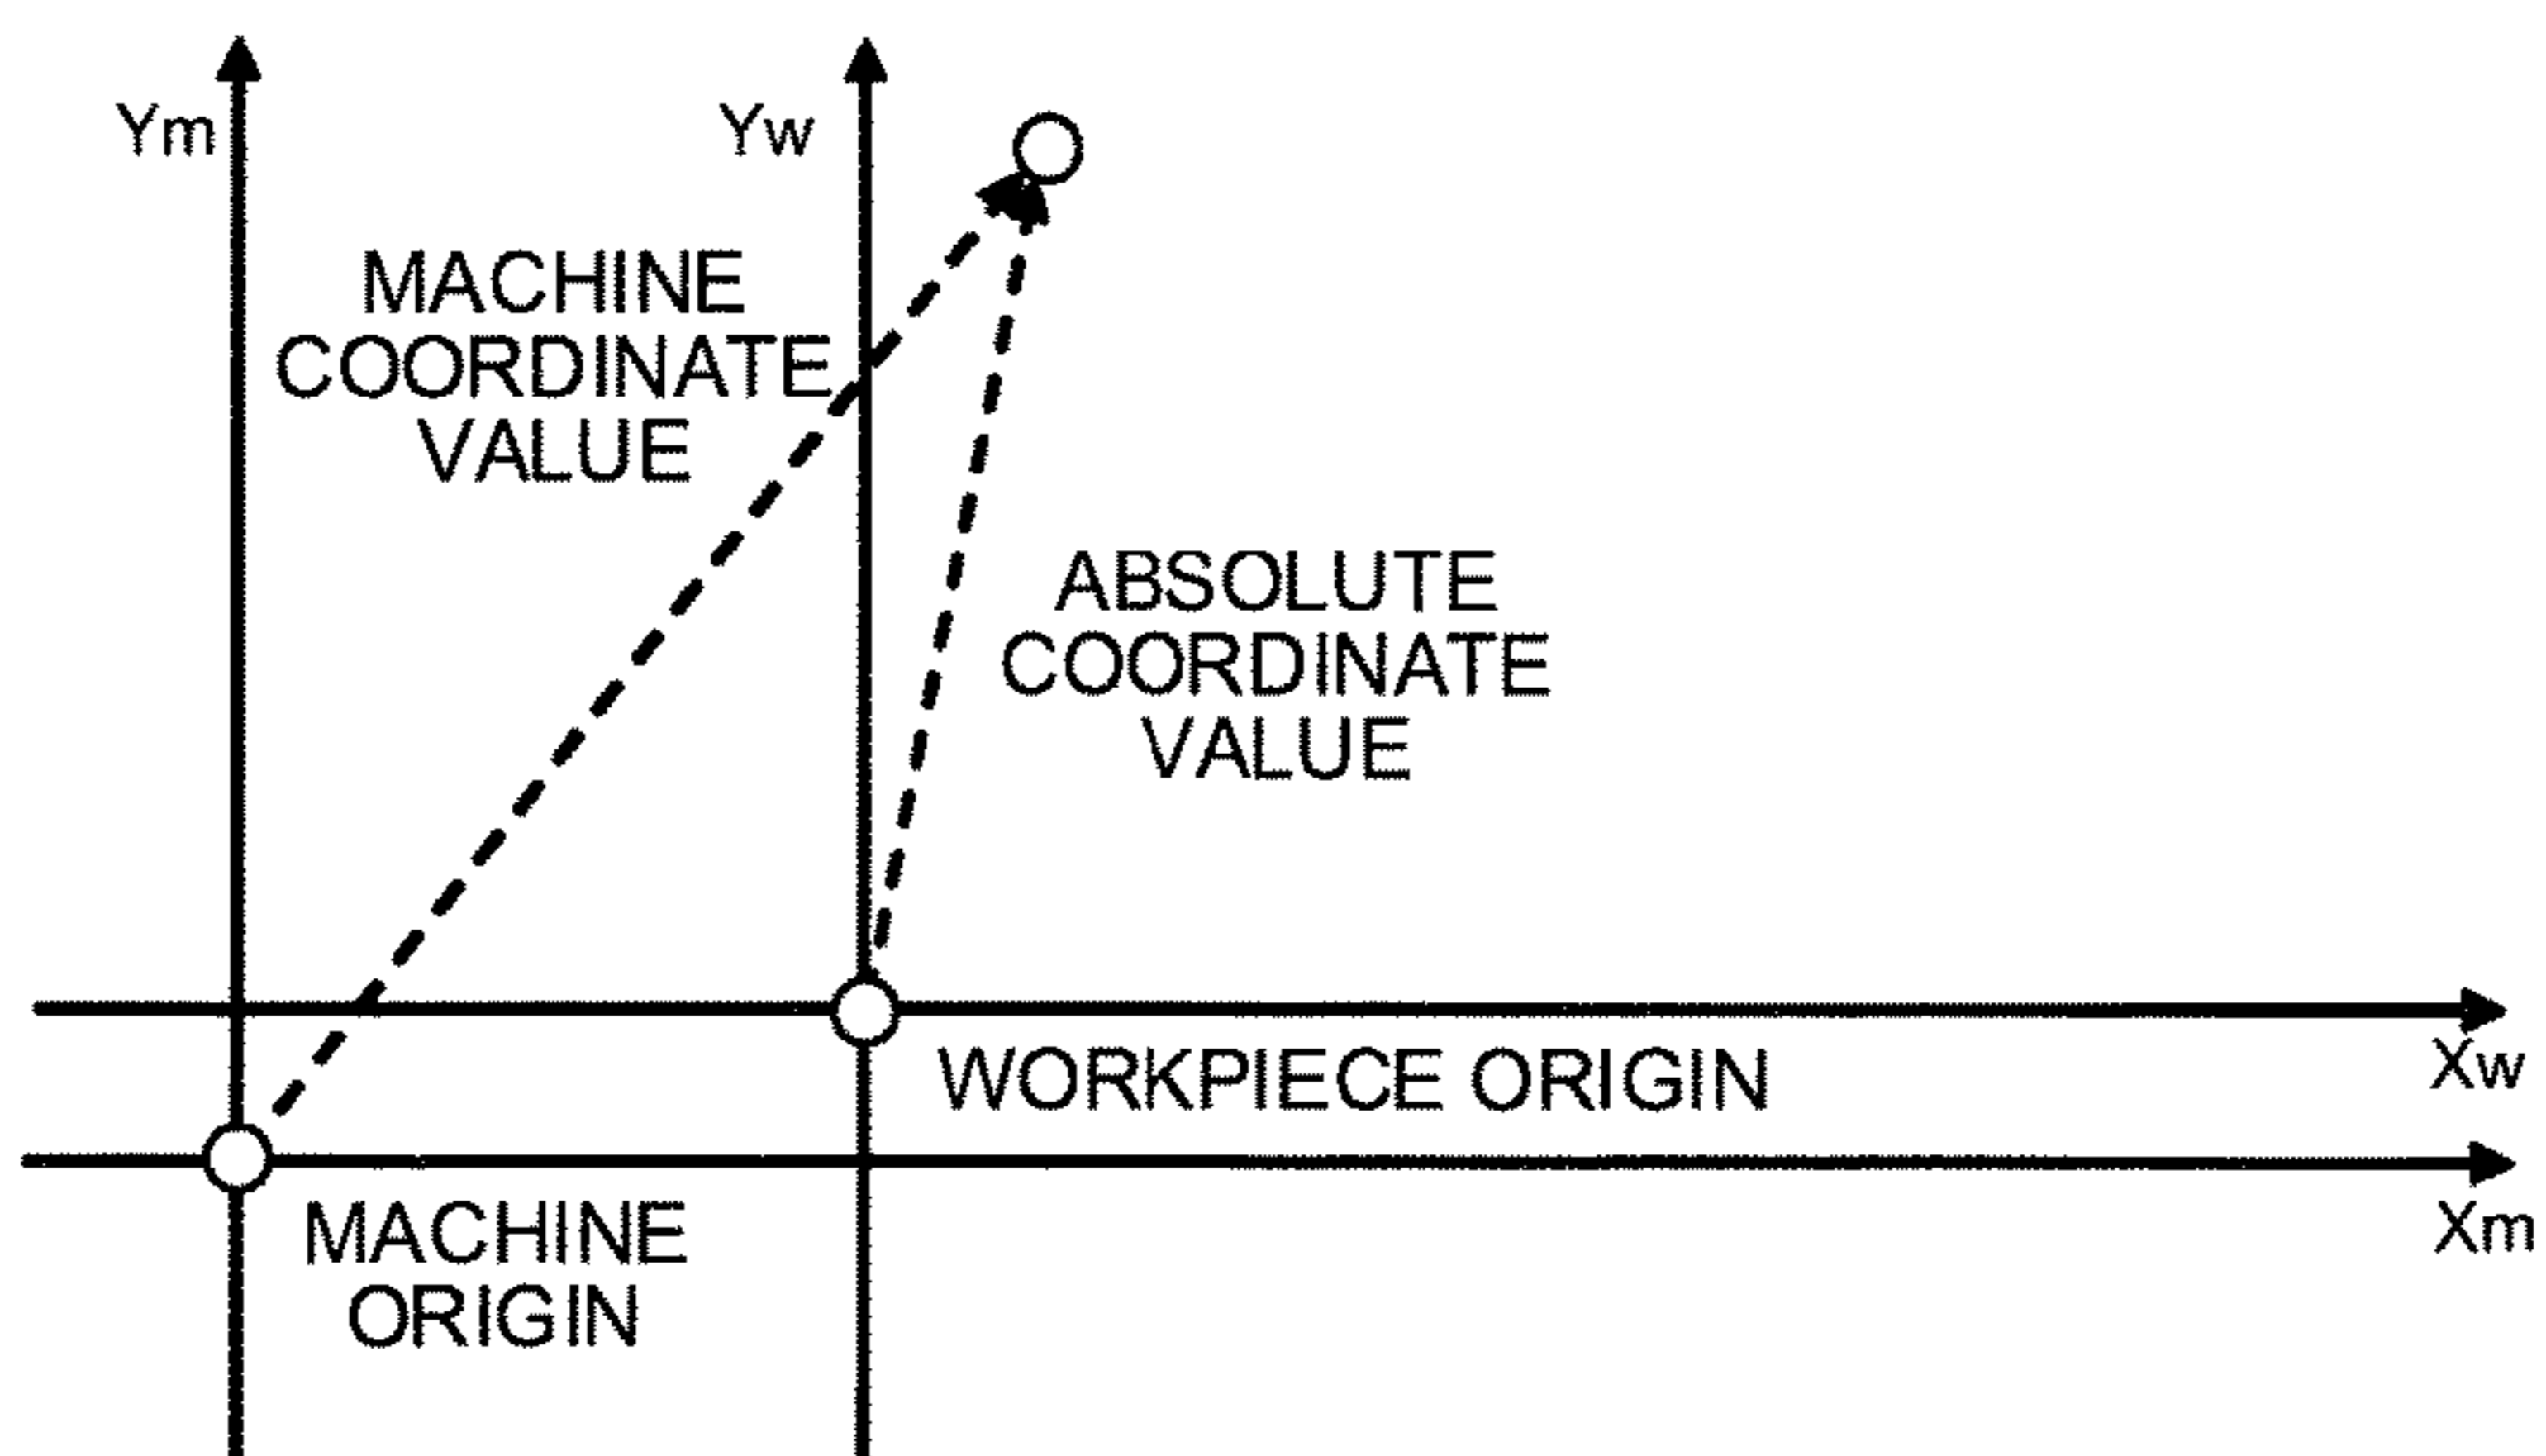 Ym
Yw
MACHINE
COORDINATE
VALUE
ABSOLUTE
COORDINATE
VALUE
Xw
WORKPIECE ORIGIN
Xm
MACHINE
ORIGIN